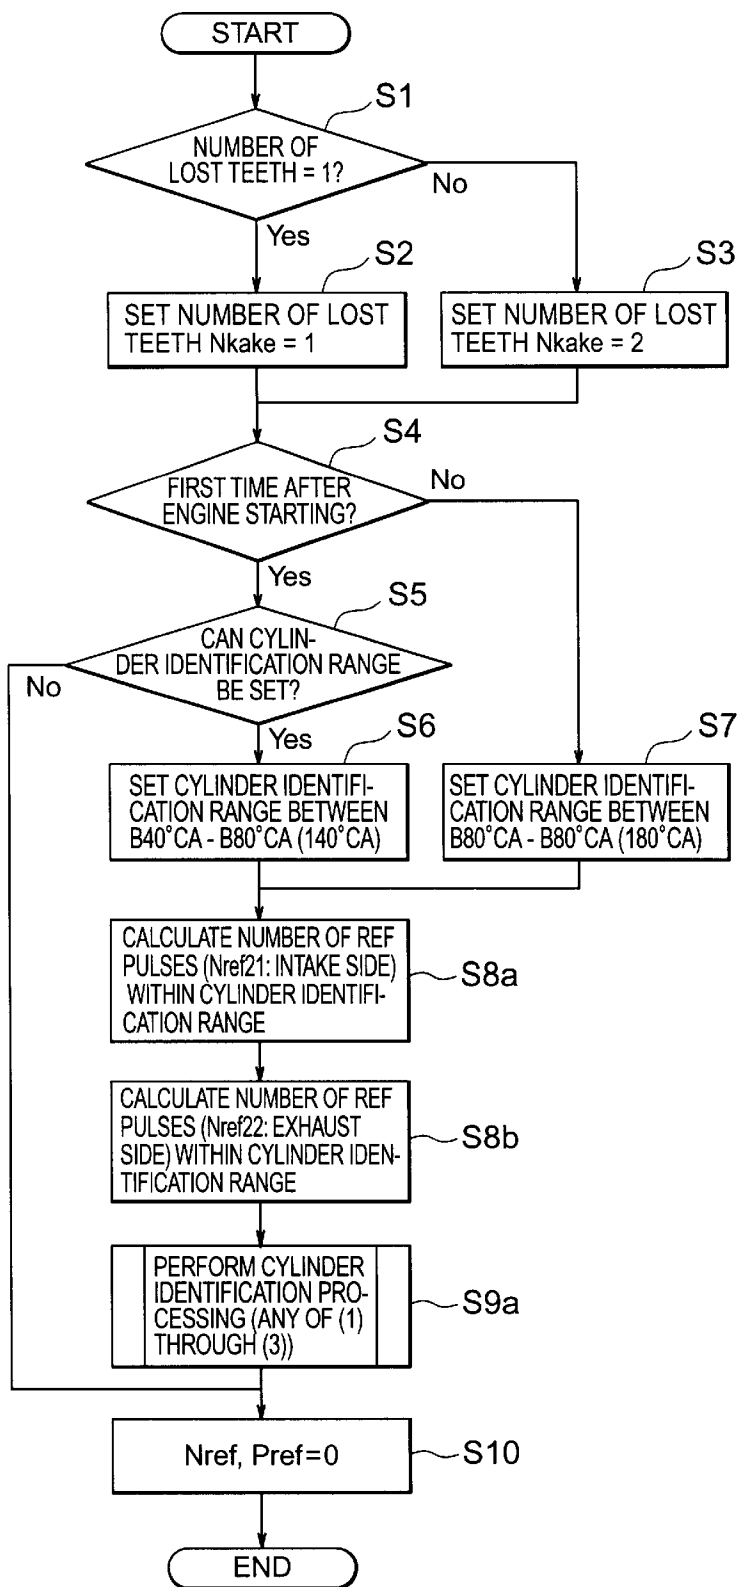 START
S1
NUMBER OF
LOST TEETH = 1?
No
Yes
S2
SET NUMBER OF LOST
TEETH Nkake = 1
S3
SET NUMBER OF LOST
TEETH Nkake = 2
S4
FIRST TIME AFTER
ENGINE STARTING?
No
Yes
S5
CAN CYLIN-
DER IDENTIFICATION RANGE
BE SET?
No
Yes
S6
SET CYLINDER IDENTIFI-
CATION RANGE BETWEEN
B40°CA - B80°CA (140°CA)
S7
SET CYLINDER IDENTIFI-
CATION RANGE BETWEEN
B80°CA - B80°CA (180°CA)
CALCULATE NUMBER OF REF
PULSES (Nref21: INTAKE SIDE)
WITHIN CYLINDER IDENTIFI-
CATION RANGE
S8a
CALCULATE NUMBER OF REF
PULSES (Nref22: EXHAUST
SIDE) WITHIN CYLINDER IDEN-
TIFICATION RANGE
S8b
PERFORM CYLINDER
IDENTIFICATION PRO-
CESSING (ANY OF (1)
THROUGH (3))
S9a
Nref, Pref=0
S10
END